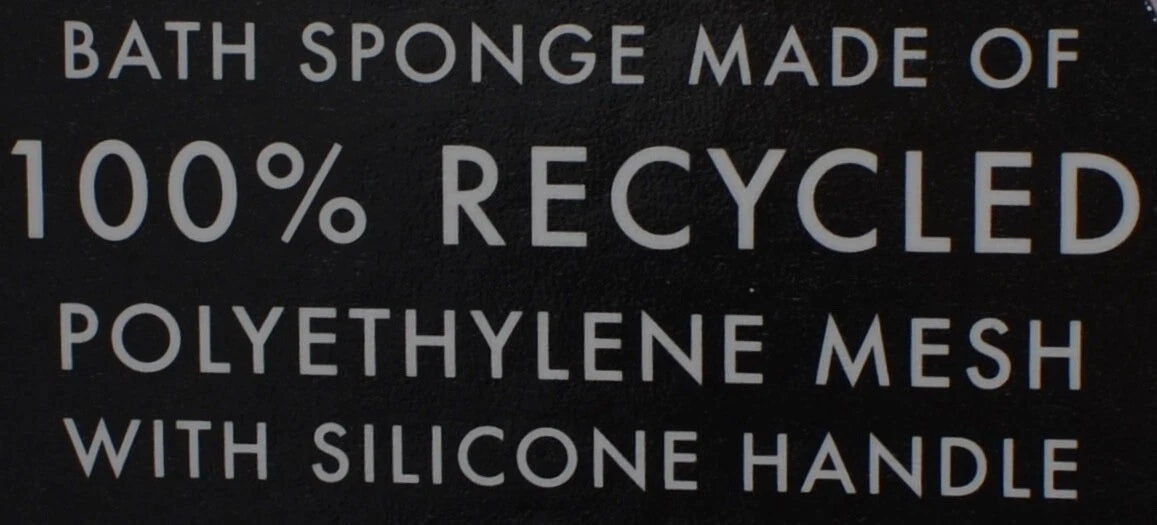 BATH SPONGE MADE OF
100% RECYCLED
POLYETHYLENE MESH
WITH SILICONE HANDLE